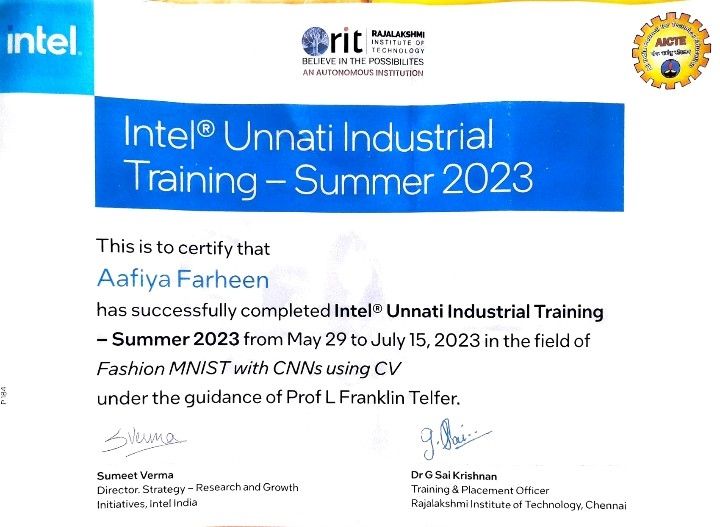 intel.
rit
RAJALAKSHMI
INSTITUTE OF
TECHNOLOGY
BELIEVE IN THE POSSIBILITES
AN AUTONOMOUS INSTITUTION
AICTE
Intel® Unnati Industrial
Training – Summer 2023
This is to certify that
Aafiya Farheen
has successfully completed Intel® Unnati Industrial Training
– Summer 2023 from May 29 to July 15, 2023 in the field of
Fashion MNIST with CNNs using CV
under the guidance of Prof L Franklin Telfer.
SVerma
G. Sai
Sumeet Verma
Director. Strategy – Research and Growth
Initiatives, Intel India
Dr G Sai Krishnan
Training & Placement Officer
Rajalakshmi Institute of Technology, Chennai
P 184